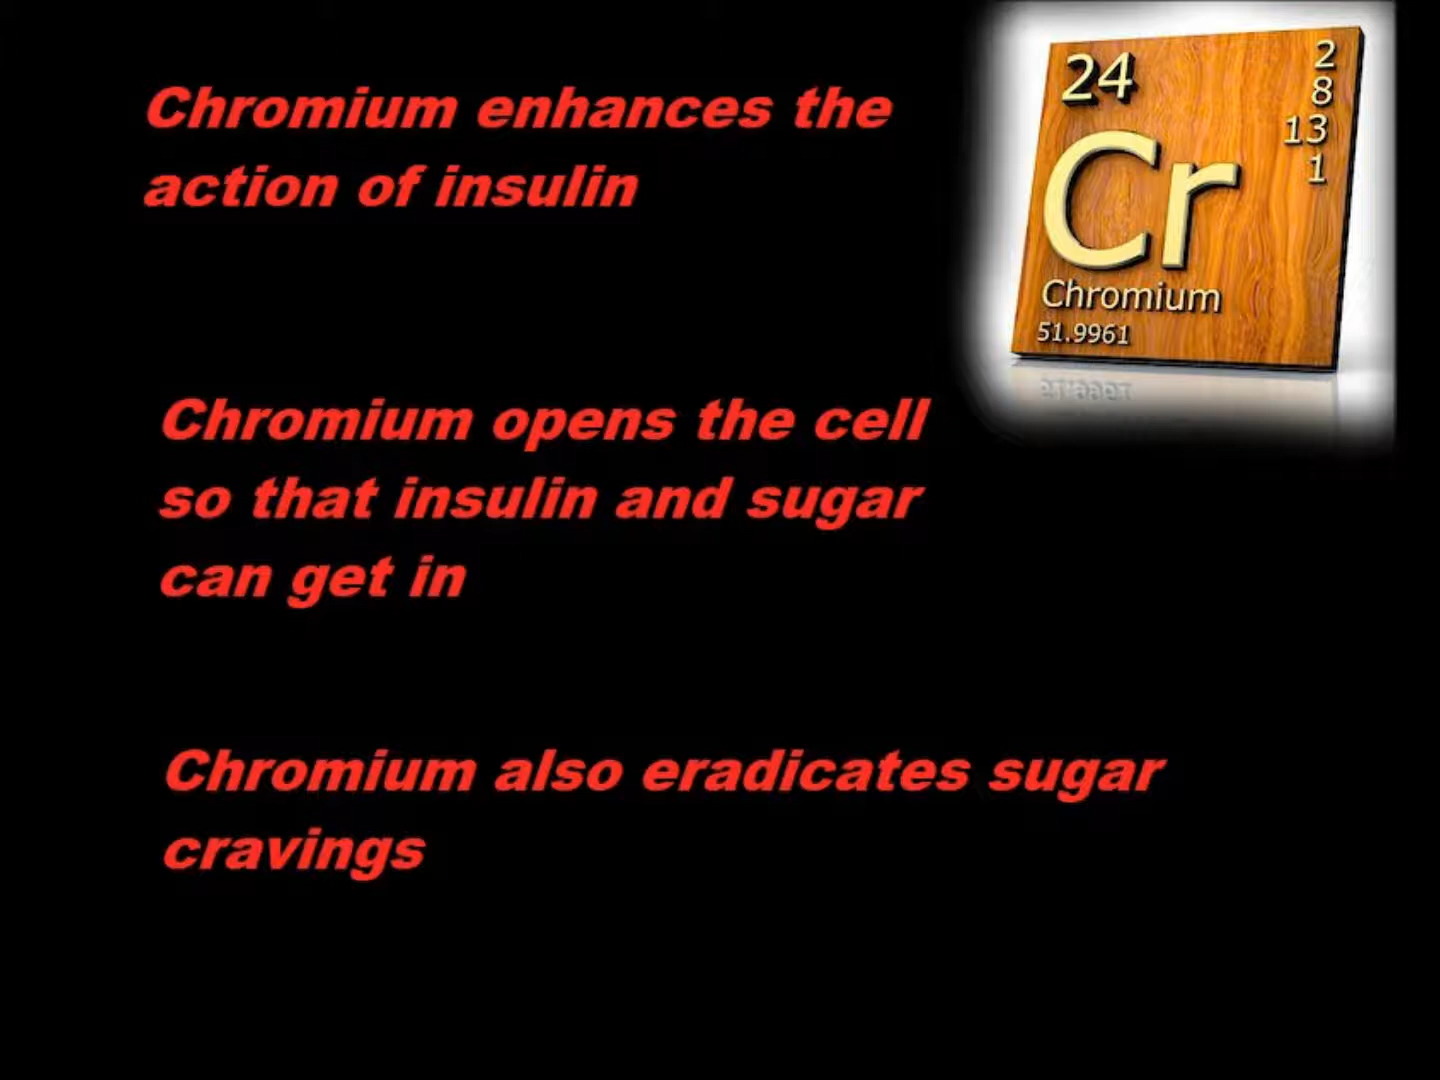 Chromium enhances the
action of insulin
24
2
8
13
1
Cr
Chromium
51.9961
Chromium opens the cell
so that insulin and sugar
can get in
Chromium also eradicates sugar
cravings